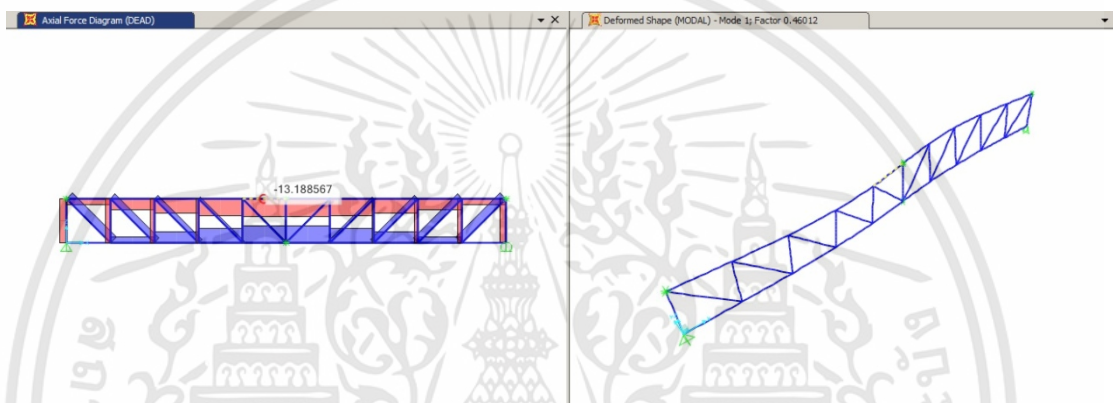 Axial Force Diagram (DEAD)
Deformed Shape (MODAL) - Mode 1; Factor 0.46012
-13.188567